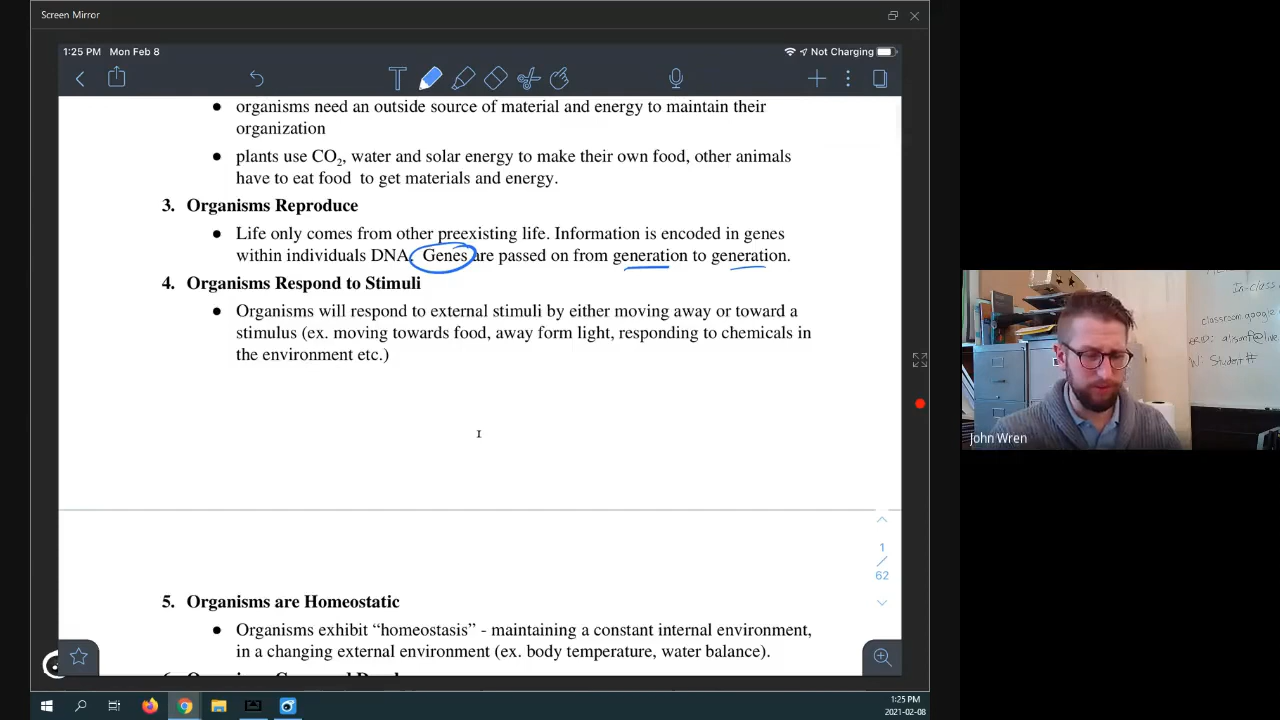 Screen Mirror
1:25 PM Mon Feb 8
Not Charging
organisms need an outside source of material and energy to maintain their
organization
plants use CO₂, water and solar energy to make their own food, other animals
have to eat food to get materials and energy.
3. Organisms Reproduce
Life only comes from other preexisting life. Information is encoded in genes
within individuals DNA. Genes are passed on from generation to generation.
4. Organisms Respond to Stimuli
Organisms will respond to external stimuli by either moving away or toward a
stimulus (ex. moving towards food, away form light, responding to chemicals in
the environment etc.)
1
/
62
5. Organisms are Homeostatic
Organisms exhibit “homeostasis” - maintaining a constant internal environment,
in a changing external environment (ex. body temperature, water balance).
1:25 PM
2021-02-08
In-class
classroom google
W: Student #
John Wren